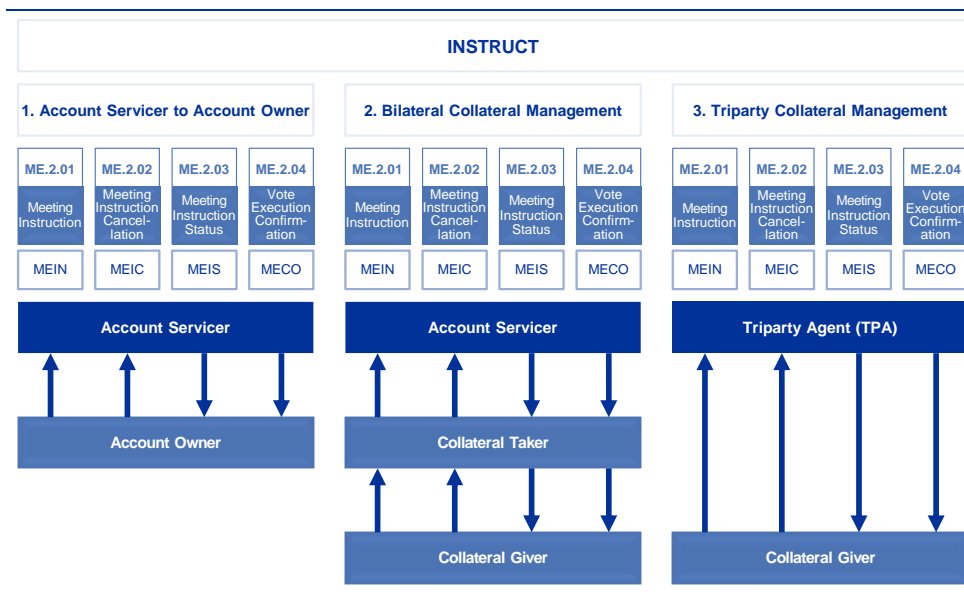 INSTRUCT
1. Account Servicer to Account Owner
2. Bilateral Collateral Management
3. Triparty Collateral Management
ME.2.01
ME.2.02
ME.2.03
ME.2.04
Meeting
Instruction
Meeting
Instruction
Cancel-
lation
Meeting
Instruction
Status
Vote
Execution
Confirm-
ation
MEIN
MEIC
MEIS
MECO
Account Servicer
Account Owner
ME.2.01
ME.2.02
ME.2.03
ME.2.04
Meeting
Instruction
Meeting
Instruction
Cancel-
lation
Meeting
Instruction
Status
Vote
Execution
Confirm-
ation
MEIN
MEIC
MEIS
MECO
Account Servicer
Collateral Taker
Collateral Giver
ME.2.01
ME.2.02
ME.2.03
ME.2.04
Meeting
Instruction
Meeting
Instruction
Cancel-
lation
Meeting
Instruction
Status
Vote
Execution
Confirm-
ation
MEIN
MEIC
MEIS
MECO
Triparty Agent (TPA)
Collateral Giver